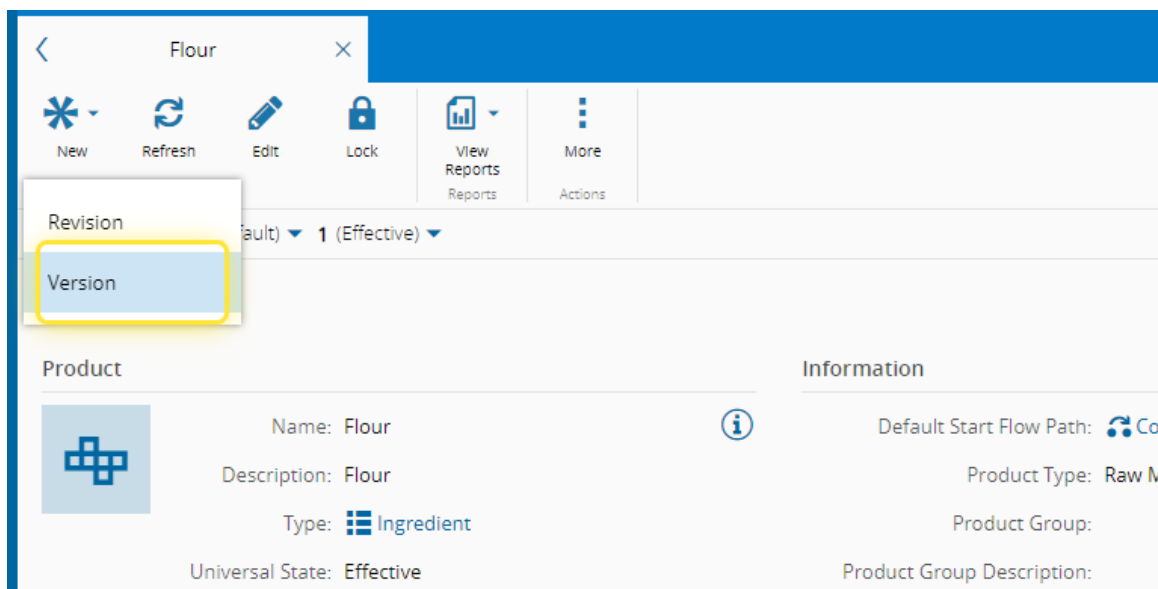 Flour
New
Refresh
Edit
Lock
View
Reports
More
Reports
Actions
Revision
1 (Effective)
Version
Product
Information
Name: Flour
Default Start Flow Path:
Description: Flour
Product Type: Raw
Type: Ingredient
Product Group:
Universal State: Effective
Product Group Description: